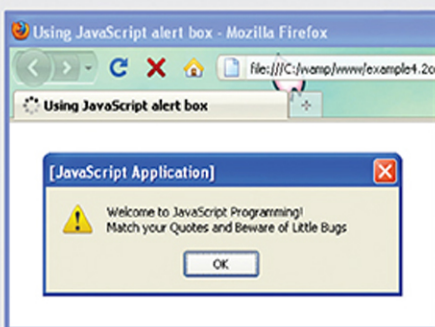 Using JavaScript alert box - Mozilla Firefox
file:///C:/wamp/www/example4.2
Using JavaScript alert box
[JavaScript Application]
Welcome to JavaScript Programming!
Match your Quotes and Beware of Little Bugs
OK